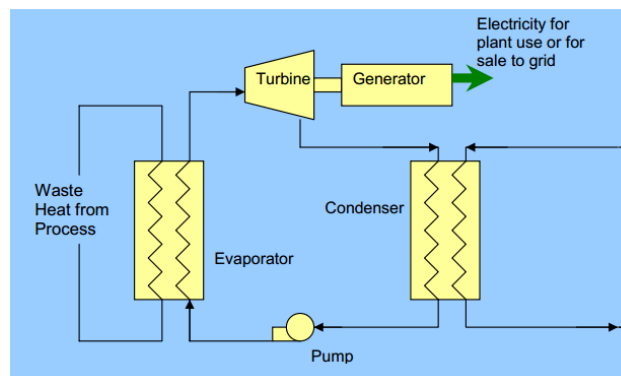 Electricity for
plant use or for
sale to grid
Turbine
Generator
Waste
Heat from
Process
Condenser
Evaporator
Pump